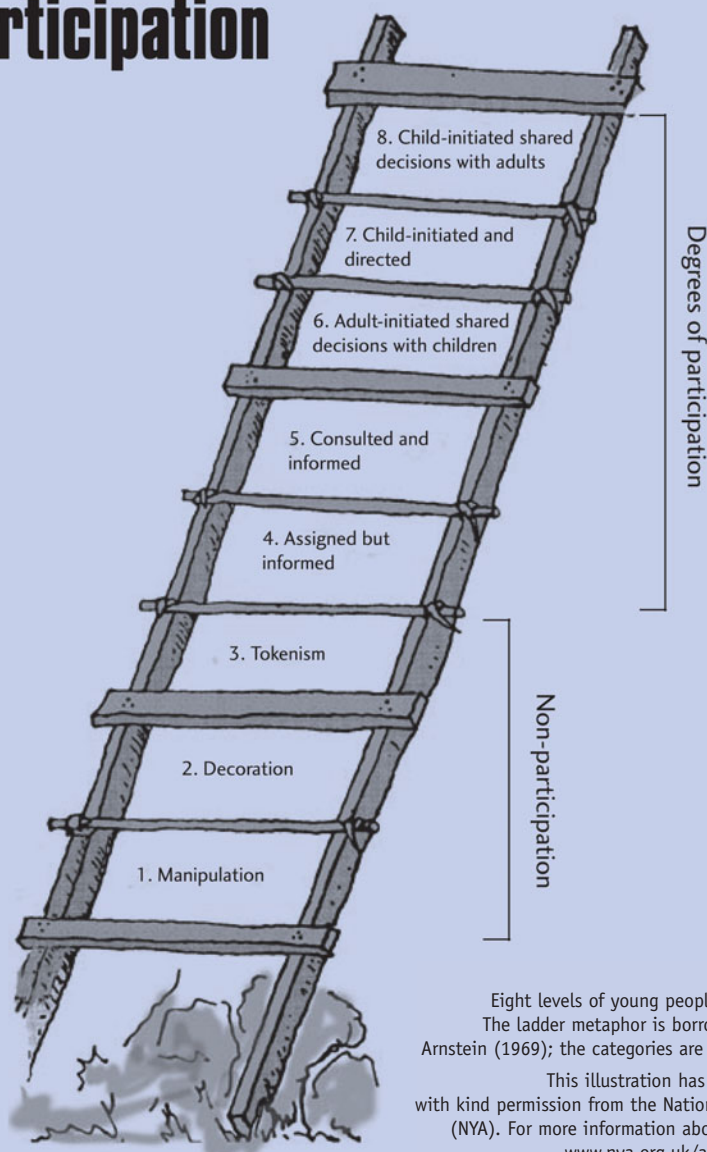 rticipation
8. Child-initiated shared
decisions with adults
7. Child-initiated and
directed
6. Adult-initiated shared
decisions with children
5. Consulted and
informed
4. Assigned but
informed
3. Tokenism
2. Decoration
1. Manipulation
Degrees of participation
Non-participation
Eight levels of young peopl
The ladder metaphor is borro
Arnstein (1969); the categories are
This illustration has
with kind permission from the Nation
(NYA). For more information abo